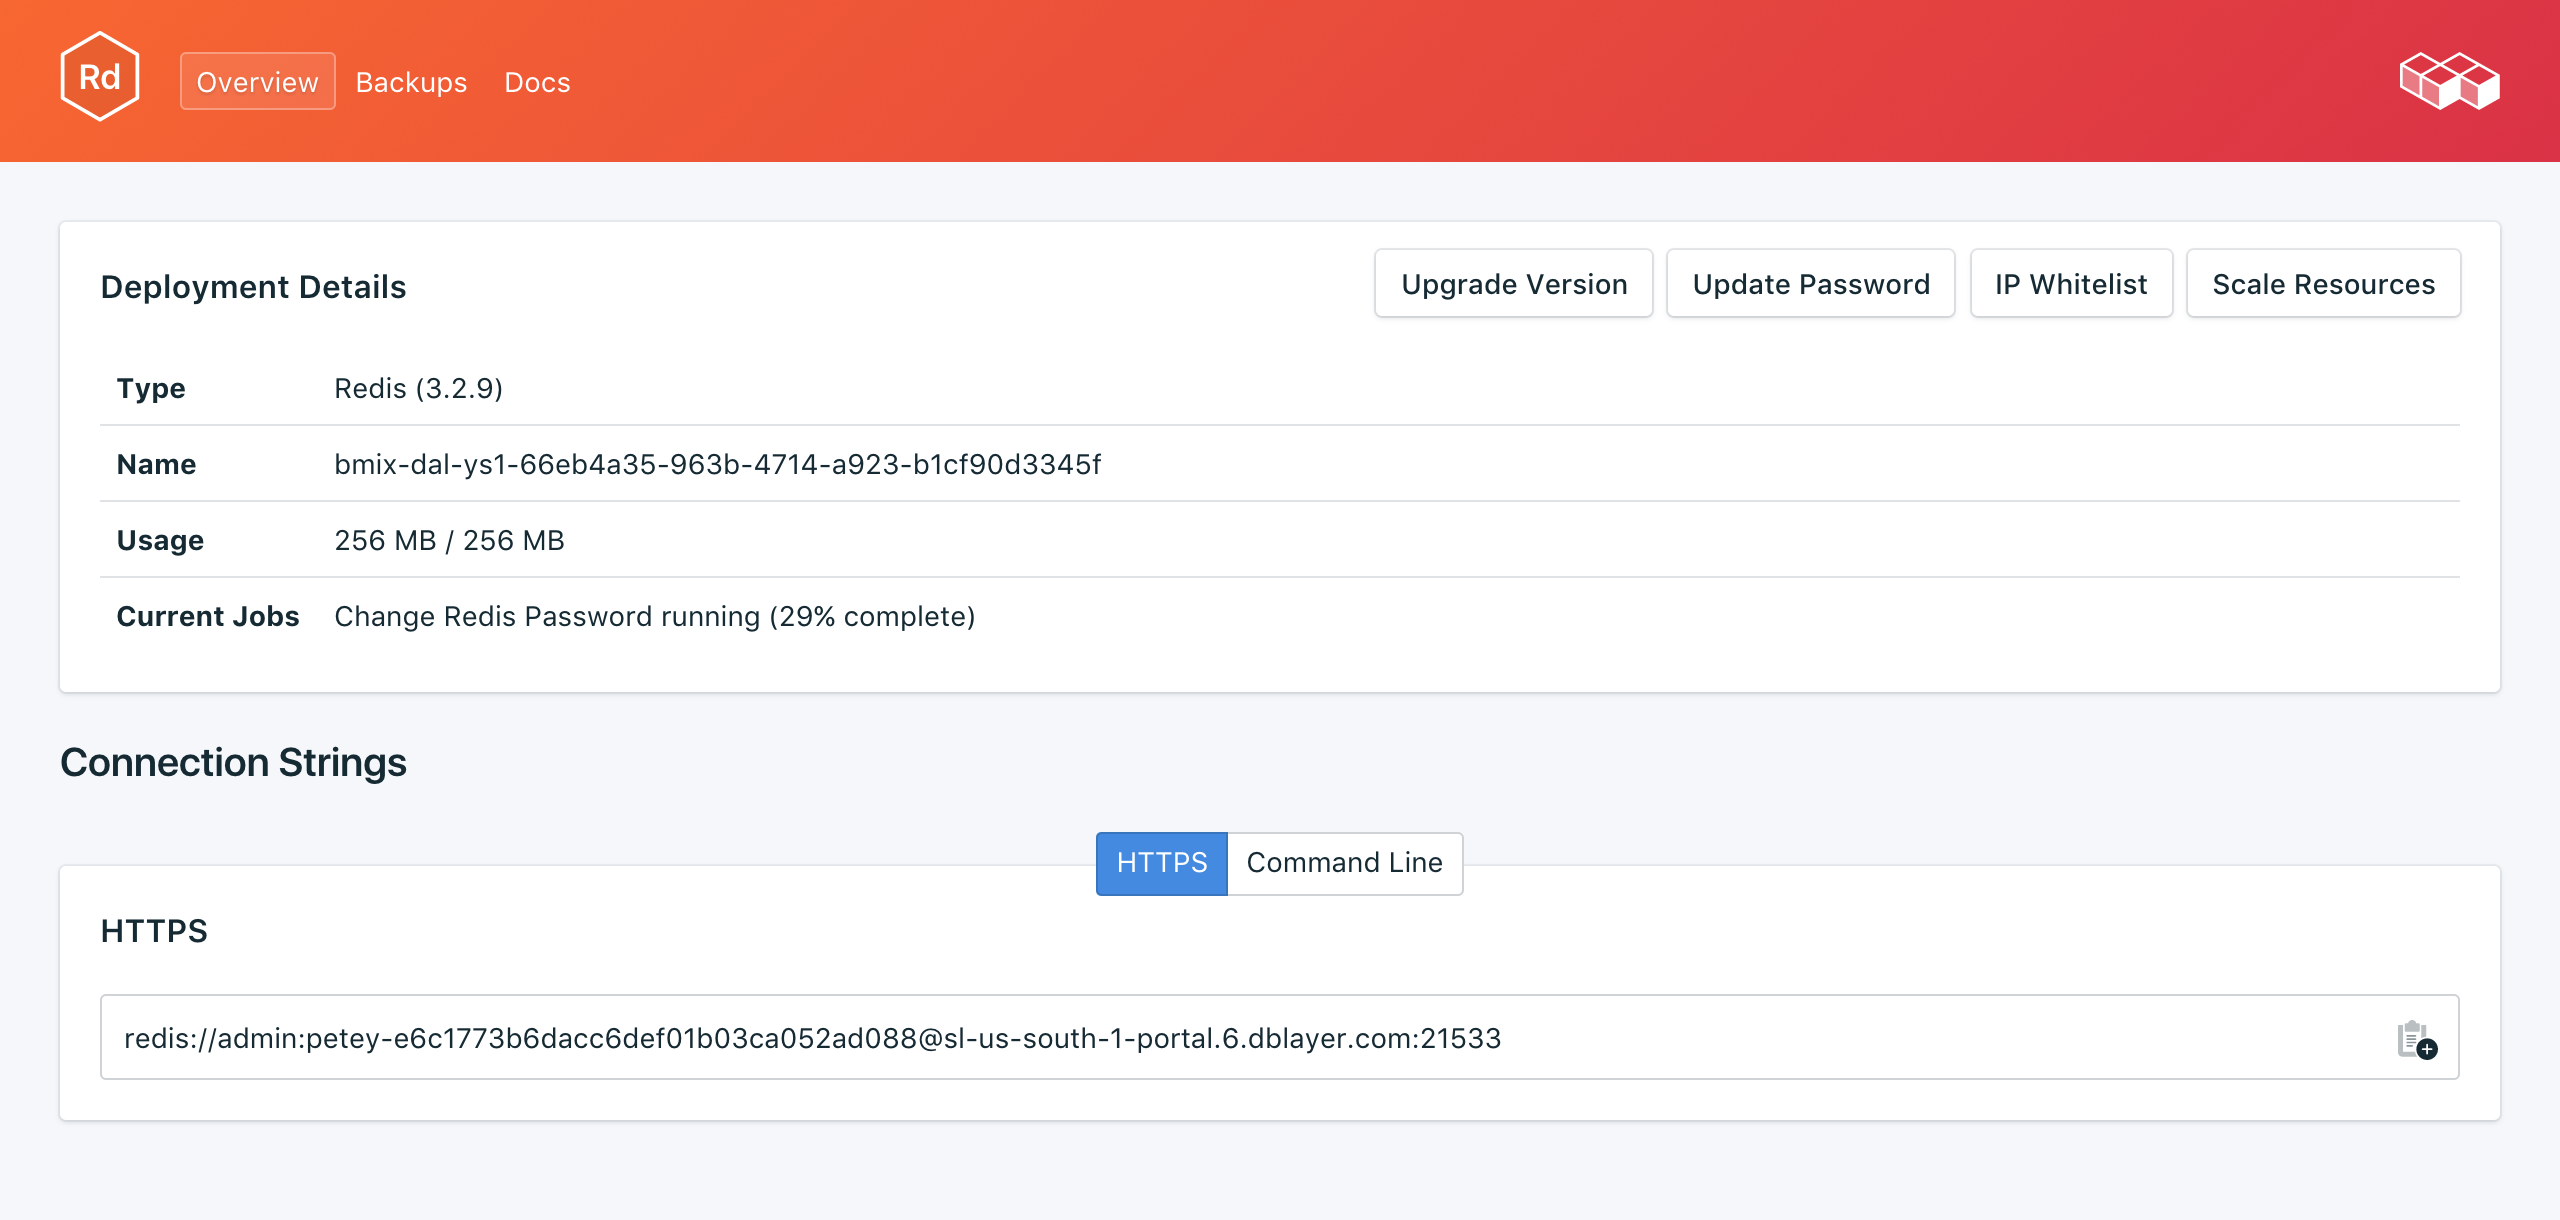 Rd Overview Backups Docs
Deployment Details Upgrade Version Update Password IP Whitelist Scale Resources
Type Redis (3.2.9)
Name bmix-dal-ys1-66eb4a35-963b-4714-a923-b1cf90d3345f
Usage 256 MB / 256 MB
Current Jobs Change Redis Password running (29% complete)
Connection Strings
HTTPS Command Line
HTTPS
redis://admin:petey-e6c1773b6dacc6def01b03ca052ad088@sl-us-south-1-portal.6.dblayer.com:21533